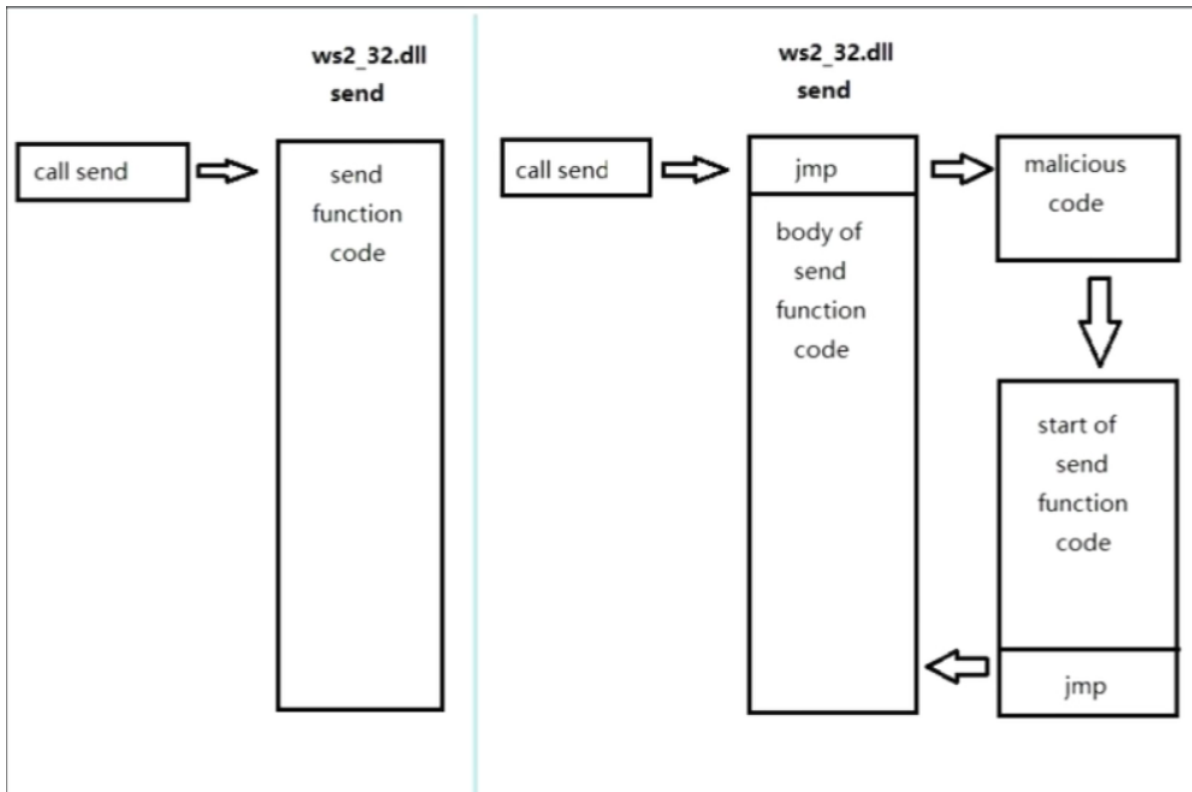 ws2_32.dll
send
call send
send
function
code
ws2_32.dll
send
call send
jmp
body of
send
function
code
malicious
code
start of
send
function
code
jmp